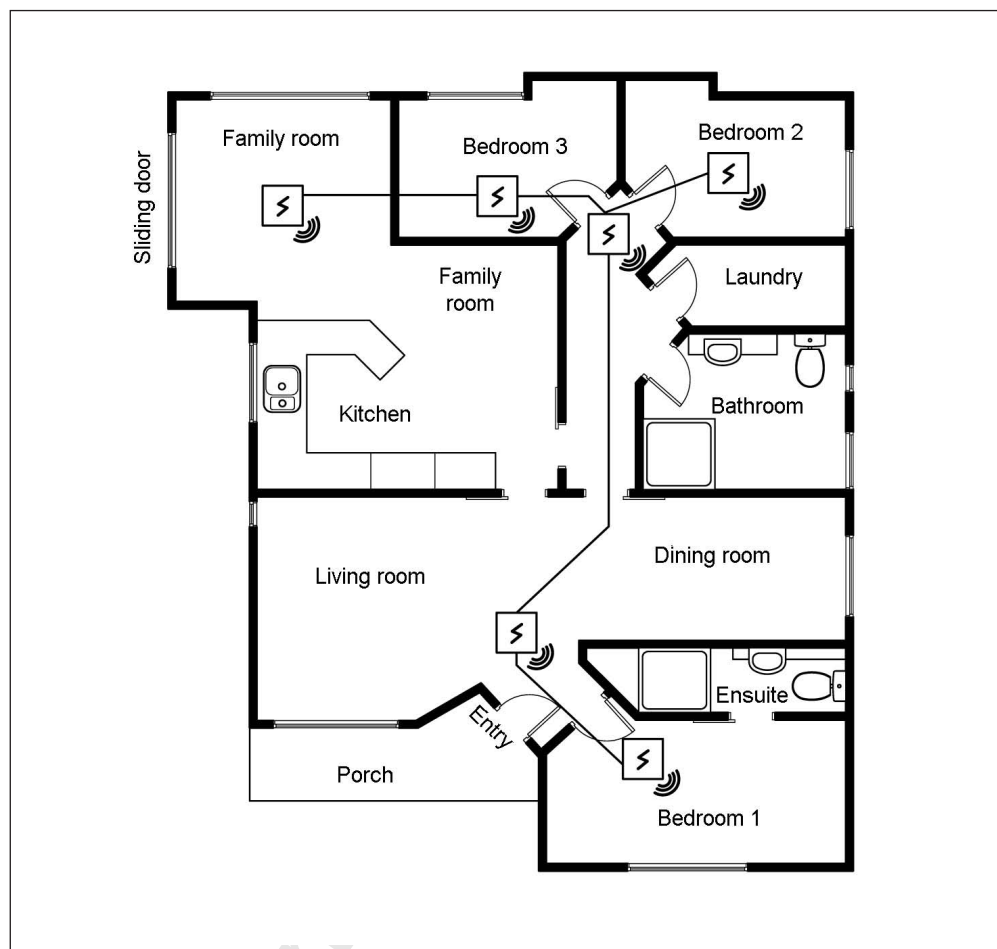 Family room
Bedroom 3
Bedroom 2
Sliding door
Family
room
Laundry
Kitchen
Bathroom
Living room
Dining room
Ensuite
Entry
Porch
Bedroom 1